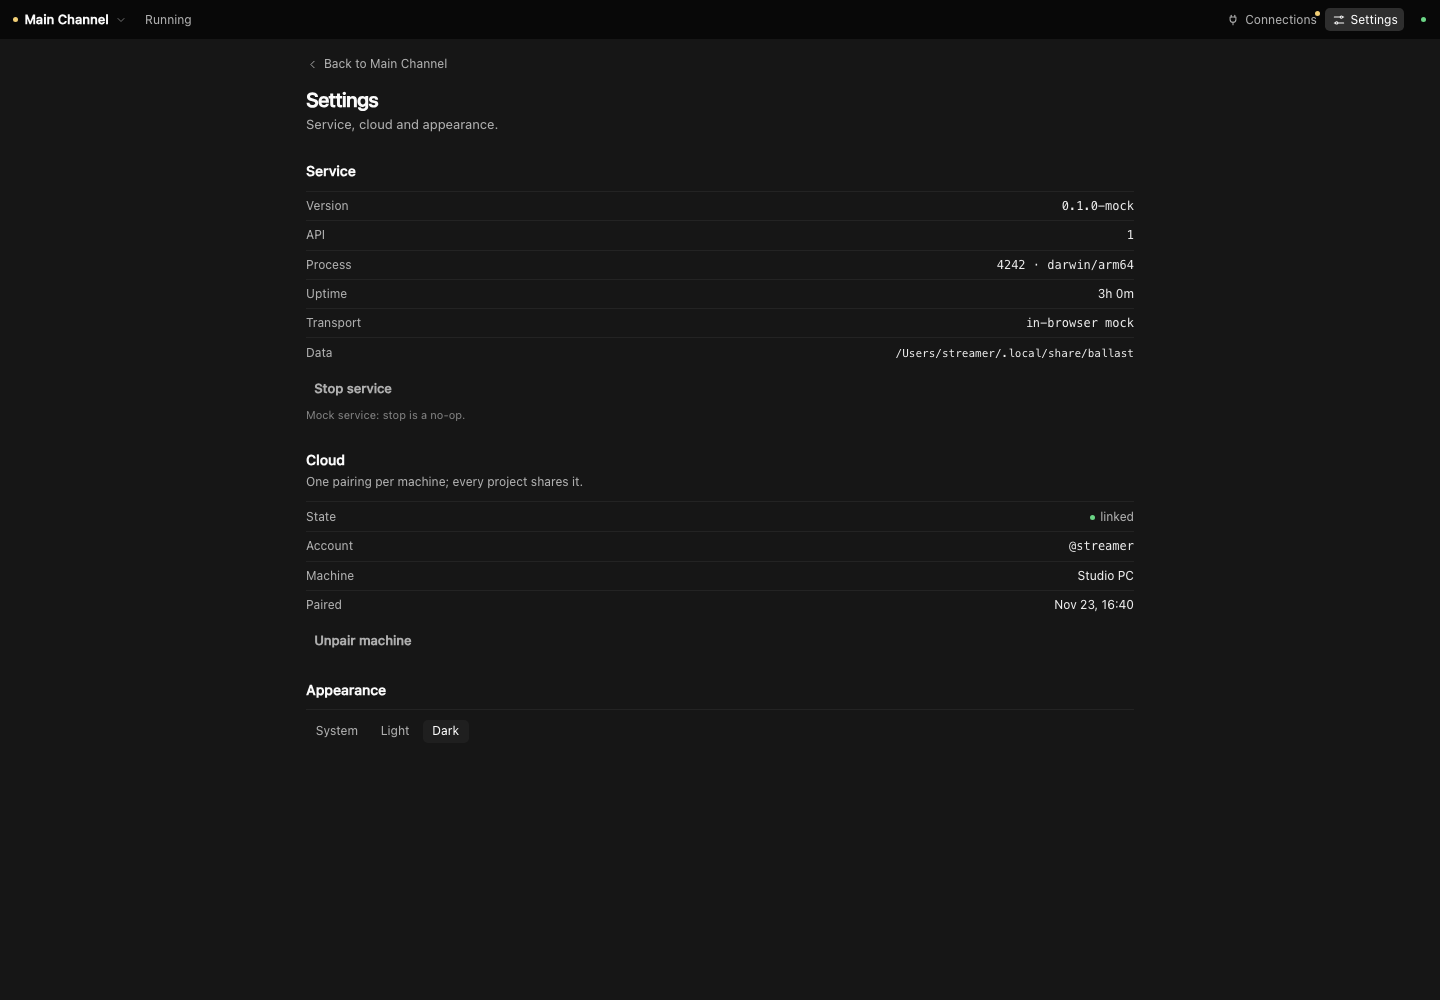 Main Channel Running Connections Settings
Back to Main Channel
Settings
Service, cloud and appearance.
Service
Version 0.1.0-mock
API 1
Process 4242 · darwin/arm64
Uptime 3h 0m
Transport in-browser mock
Data /Users/streamer/.local/share/ballast
Stop service
Mock service: stop is a no-op.
Cloud
One pairing per machine; every project shares it.
State linked
Account @streamer
Machine Studio PC
Paired Nov 23, 16:40
Unpair machine
Appearance
System Light Dark